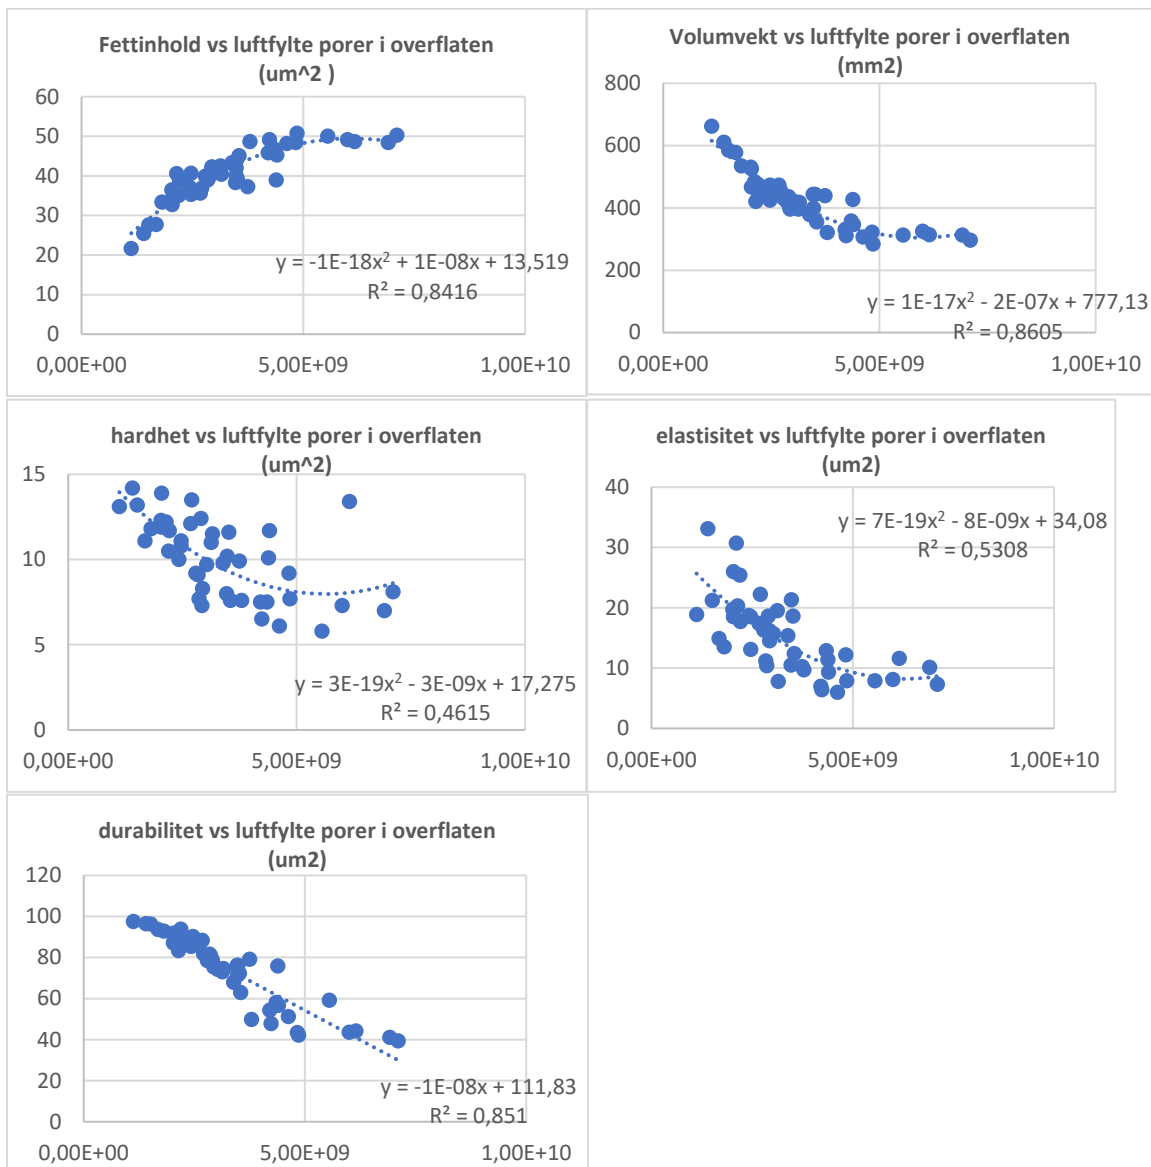 Fettinhold vs luftfylte porer i overflaten
(um^2 )
60
50
40
30
20
10
0
y = -1E-18x² + 1E-08x + 13,519
R² = 0,8416
0,00E+00 5,00E+09 1,00E+10
Volumvekt vs luftfylte porer i overflaten
(mm2)
800
600
400
200
0
y = 1E-17x² - 2E-07x + 777,13
R² = 0,8605
0,00E+00 5,00E+09 1,00E+10
hardhet vs luftfylte porer i overflaten
(um^2)
15
10
5
0
y = 3E-19x² - 3E-09x + 17,275
R² = 0,4615
0,00E+00 5,00E+09 1,00E+10
elastisitet vs luftfylte porer i overflaten
(um2)
40
30
20
10
0
y = 7E-19x² - 8E-09x + 34,08
R² = 0,5308
0,00E+00 5,00E+09 1,00E+10
durabilitet vs luftfylte porer i overflaten
(um2)
120
100
80
60
40
20
0
y = -1E-08x + 111,83
R² = 0,851
0,00E+00 5,00E+09 1,00E+10